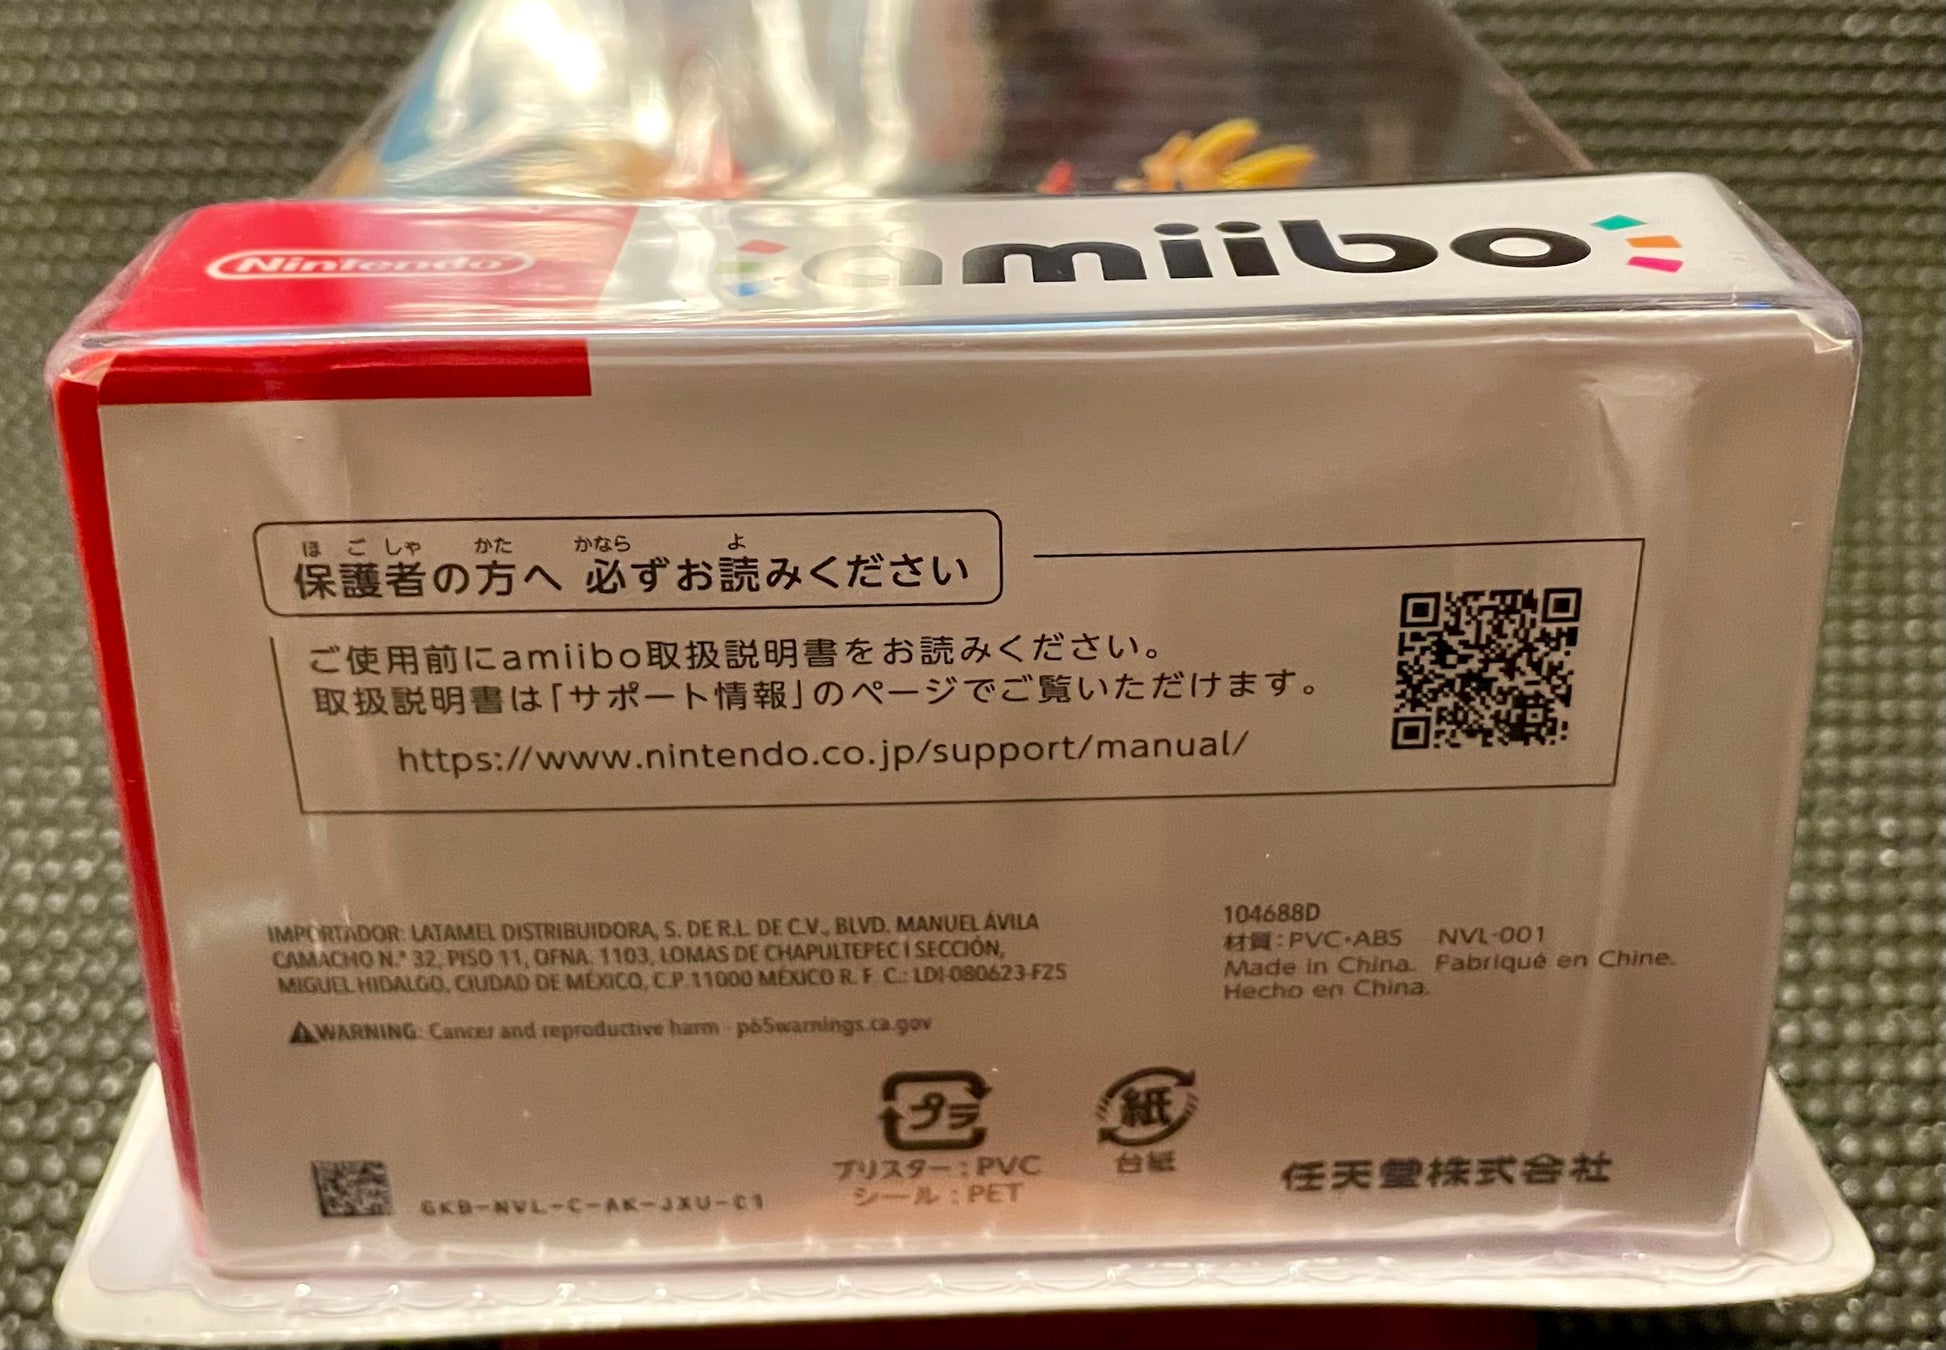 Nintendo
amiibo
ほ ご しゃ かた かなら よ
保護者の方へ 必ずお読みください
ご使用前にamiibo取扱説明書をお読みください。
取扱説明書は「サポート情報」のページでご覧いただけます。
https://www.nintendo.co.jp/support/manual/
IMPORTADOR: LATAMEL DISTRIBUIDORA, S. DE R.L. DE C.V., BLVD. MANUEL ÁVILA
CAMACHO N.° 32, PISO 11, OFNA. 1103, LOMAS DE CHAPULTEPEC I SECCIÓN,
MIGUEL HIDALGO, CIUDAD DE MÉXICO, C.P. 11000 MÉXICO R. F. C.: LDI-080623-F2S
WARNING: Cancer and reproductive harm - p65warnings.ca.gov
104688D
材質：PVC・ABS NVL-001
Made in China. Fabriqué en Chine.
Hecho en China.
プラ
ブリスター：PVC
シール：PET
紙
台紙
6KB-NVL-C-AK-JXU-C1
任天堂株式会社